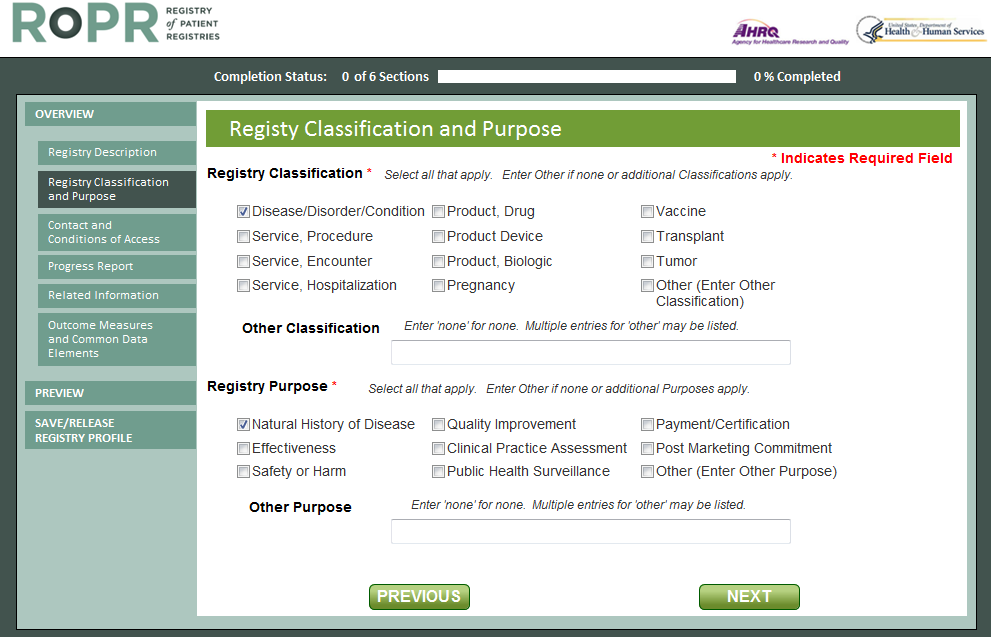 ROPR REGISTRY
of PATIENT
REGISTRIES
AHRQ
Agency for Healthcare Research and Quality
United States Department of
Health & Human Services
Completion Status: 0 of 6 Sections 0 % Completed
OVERVIEW
Registry Description
Registry Classification
and Purpose
Contact and
Conditions of Access
Progress Report
Related Information
Outcome Measures
and Common Data
Elements
PREVIEW
SAVE/RELEASE
REGISTRY PROFILE
Registy Classification and Purpose
* Indicates Required Field
Registry Classification * Select all that apply. Enter Other if none or additional Classifications apply.
Disease/Disorder/Condition Product, Drug Vaccine
Service, Procedure Product Device Transplant
Service, Encounter Product, Biologic Tumor
Service, Hospitalization Pregnancy Other (Enter Other
Classification)
Other Classification Enter 'none' for none. Multiple entries for 'other' may be listed.
Registry Purpose * Select all that apply. Enter Other if none or additional Purposes apply.
Natural History of Disease Quality Improvement Payment/Certification
Effectiveness Clinical Practice Assessment Post Marketing Commitment
Safety or Harm Public Health Surveillance Other (Enter Other Purpose)
Other Purpose Enter 'none' for none. Multiple entries for 'other' may be listed.
PREVIOUS NEXT